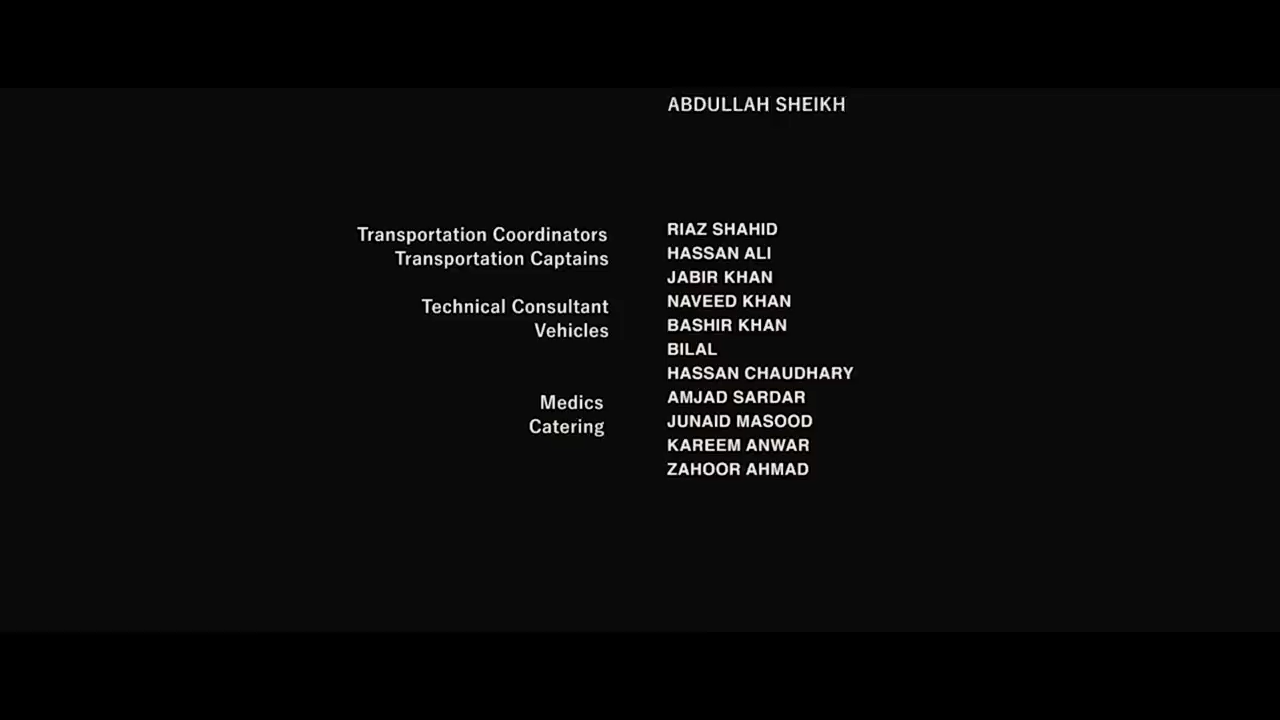 ABDULLAH SHEIKH
Transportation Coordinators RIAZ SHAHID
Transportation Captains HASSAN ALI
JABIR KHAN
Technical Consultant NAVEED KHAN
Vehicles BASHIR KHAN
BILAL
HASSAN CHAUDHARY
Medics AMJAD SARDAR
Catering JUNAID MASOOD
KAREEM ANWAR
ZAHOOR AHMAD